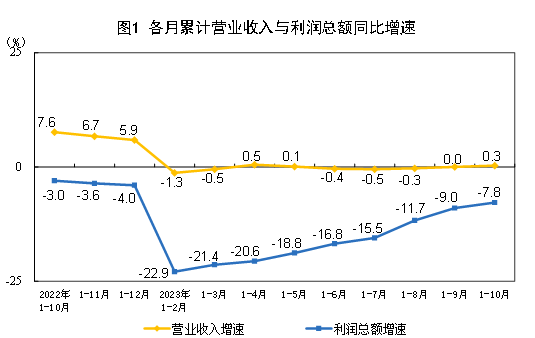 图1 各月累计营业收入与利润总额同比增速
(%)
25
7.6 6.7 5.9 -1.3 -0.5 0.5 0.1 -0.4 -0.5 -0.3 0.0 0.3
0
-3.0 -3.6 -4.0 -22.9 -21.4 -20.6 -18.8 -16.8 -15.5 -11.7 -9.0 -7.8
-25
2022年 1-11月 1-12月 2023年 1-3月 1-4月 1-5月 1-6月 1-7月 1-8月 1-9月 1-10月
1-10月 1-2月
营业收入增速 利润总额增速